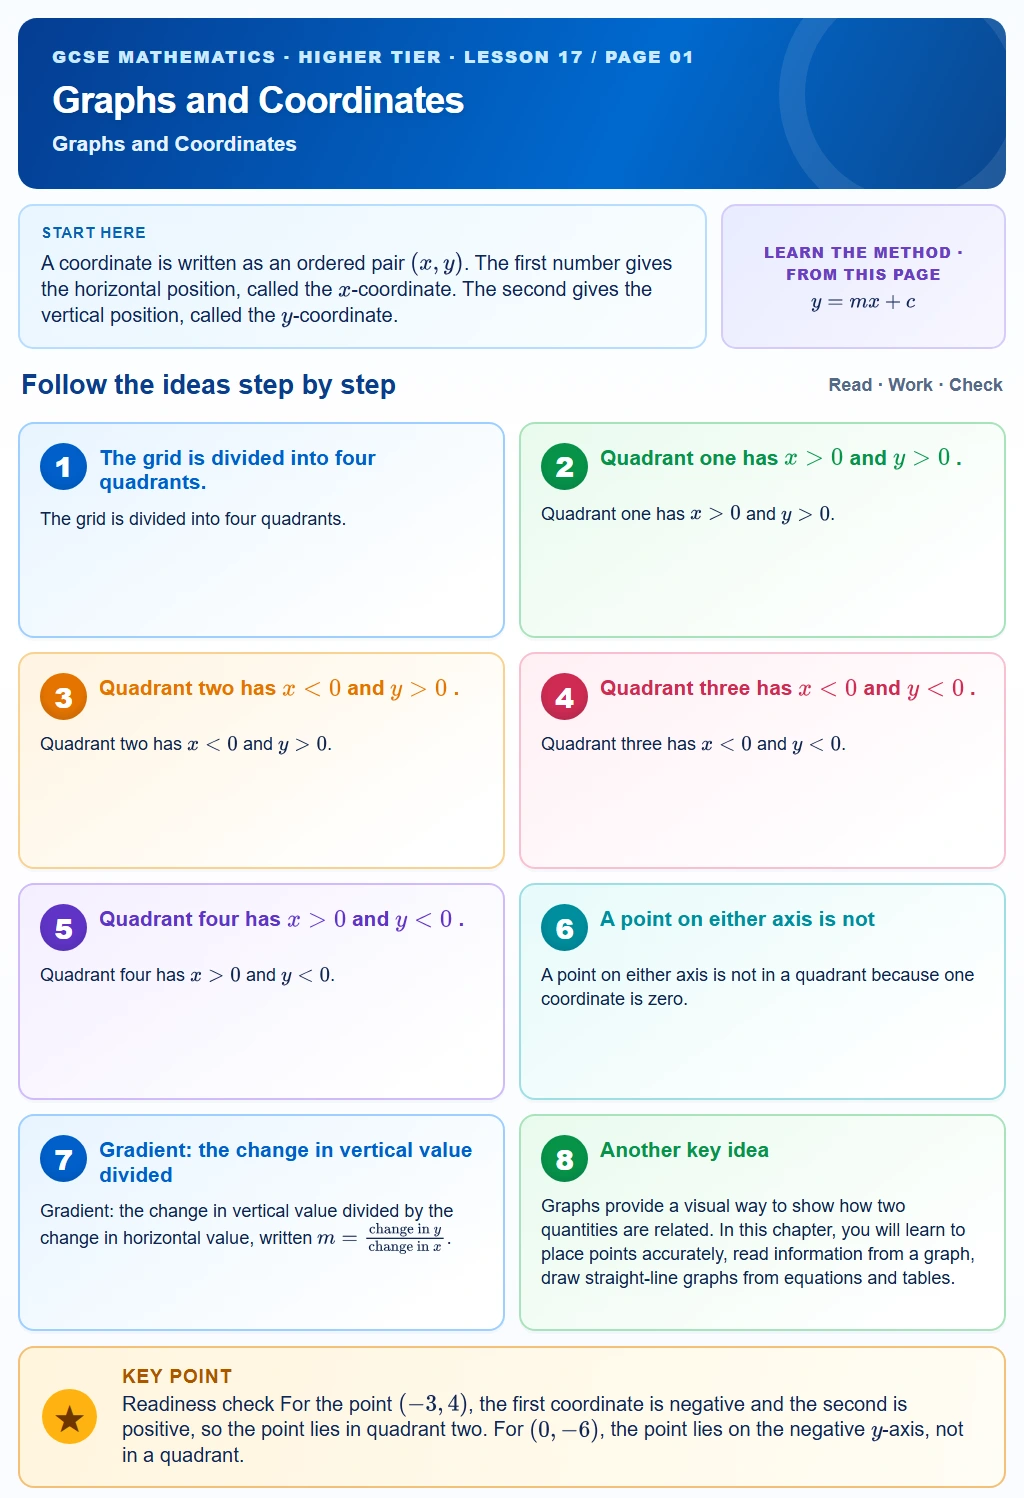 GCSE MATHEMATICS · HIGHER TIER · LESSON 17 / PAGE 01
Graphs and Coordinates
Graphs and Coordinates
START HERE
A coordinate is written as an ordered pair (x, y). The first number gives
the horizontal position, called the x-coordinate. The second gives the
vertical position, called the y-coordinate.
LEARN THE METHOD ·
FROM THIS PAGE
y = mx + c
Follow the ideas step by step
Read · Work · Check
1
The grid is divided into four
quadrants.
The grid is divided into four quadrants.
2
Quadrant one has x > 0 and y > 0 .
Quadrant one has x > 0 and y > 0.
3
Quadrant two has x < 0 and y > 0 .
Quadrant two has x < 0 and y > 0.
4
Quadrant three has x < 0 and y < 0 .
Quadrant three has x < 0 and y < 0.
5
Quadrant four has x > 0 and y < 0 .
Quadrant four has x > 0 and y < 0.
6
A point on either axis is not
A point on either axis is not in a quadrant because one
coordinate is zero.
7
Gradient: the change in vertical value
divided
Gradient: the change in vertical value divided by the
change in horizontal value, written m = change in y / change in x.
8
Another key idea
Graphs provide a visual way to show how two
quantities are related. In this chapter, you will learn to
place points accurately, read information from a graph,
draw straight-line graphs from equations and tables.
KEY POINT
Readiness check For the point (−3, 4), the first coordinate is negative and the second is
positive, so the point lies in quadrant two. For (0, −6), the point lies on the negative y-axis, not
in a quadrant.